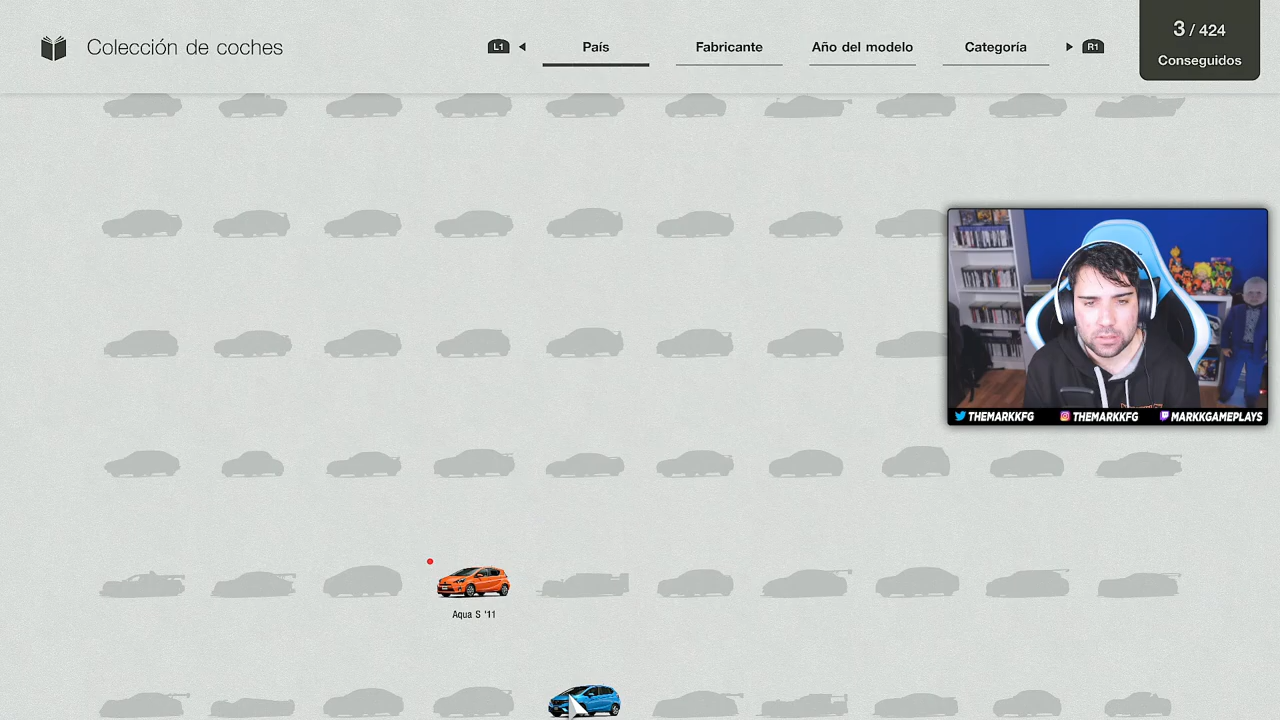 Colección de coches
L1 País Fabricante Año del modelo Categoría R1
3 / 424
Conseguidos
THEMARKKFG THEMARKKFG MARKKGAMEPLAYS
Aqua S '11